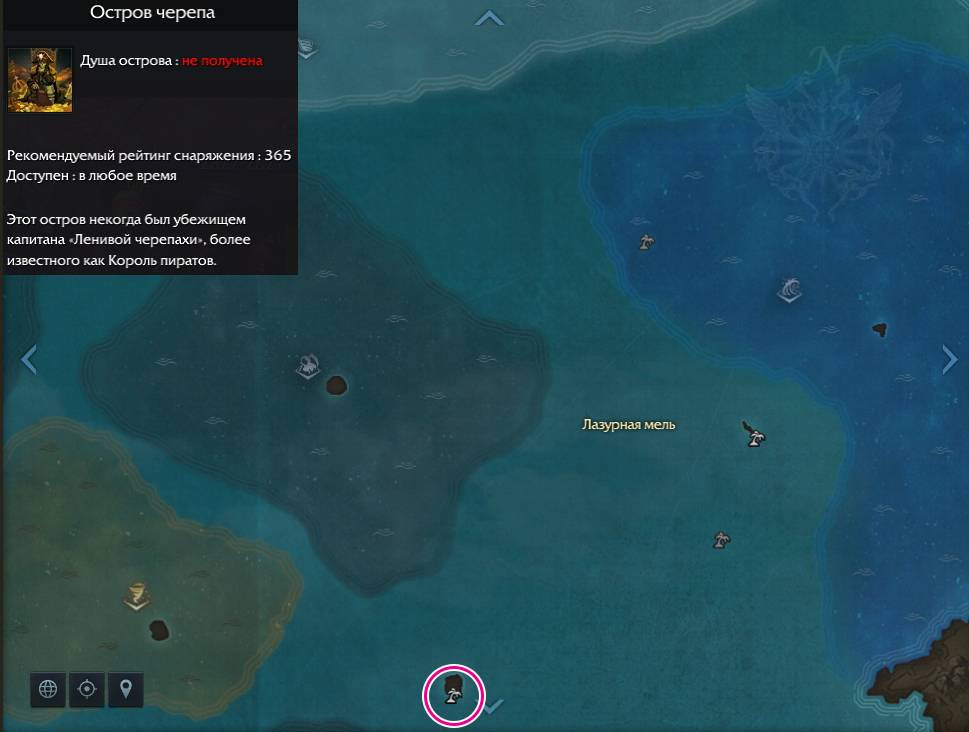 Остров черепа
Душа острова : не получена
Рекомендуемый рейтинг снаряжения : 365
Доступен : в любое время
Этот остров некогда был убежищем
капитана «Ленивой черепахи», более
известного как Король пиратов.
Лазурная мель